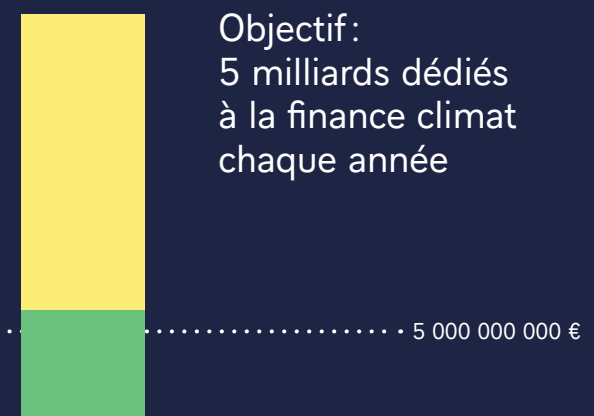 Objectif :
5 milliards dédiés
à la finance climat
chaque année
5 000 000 000 €